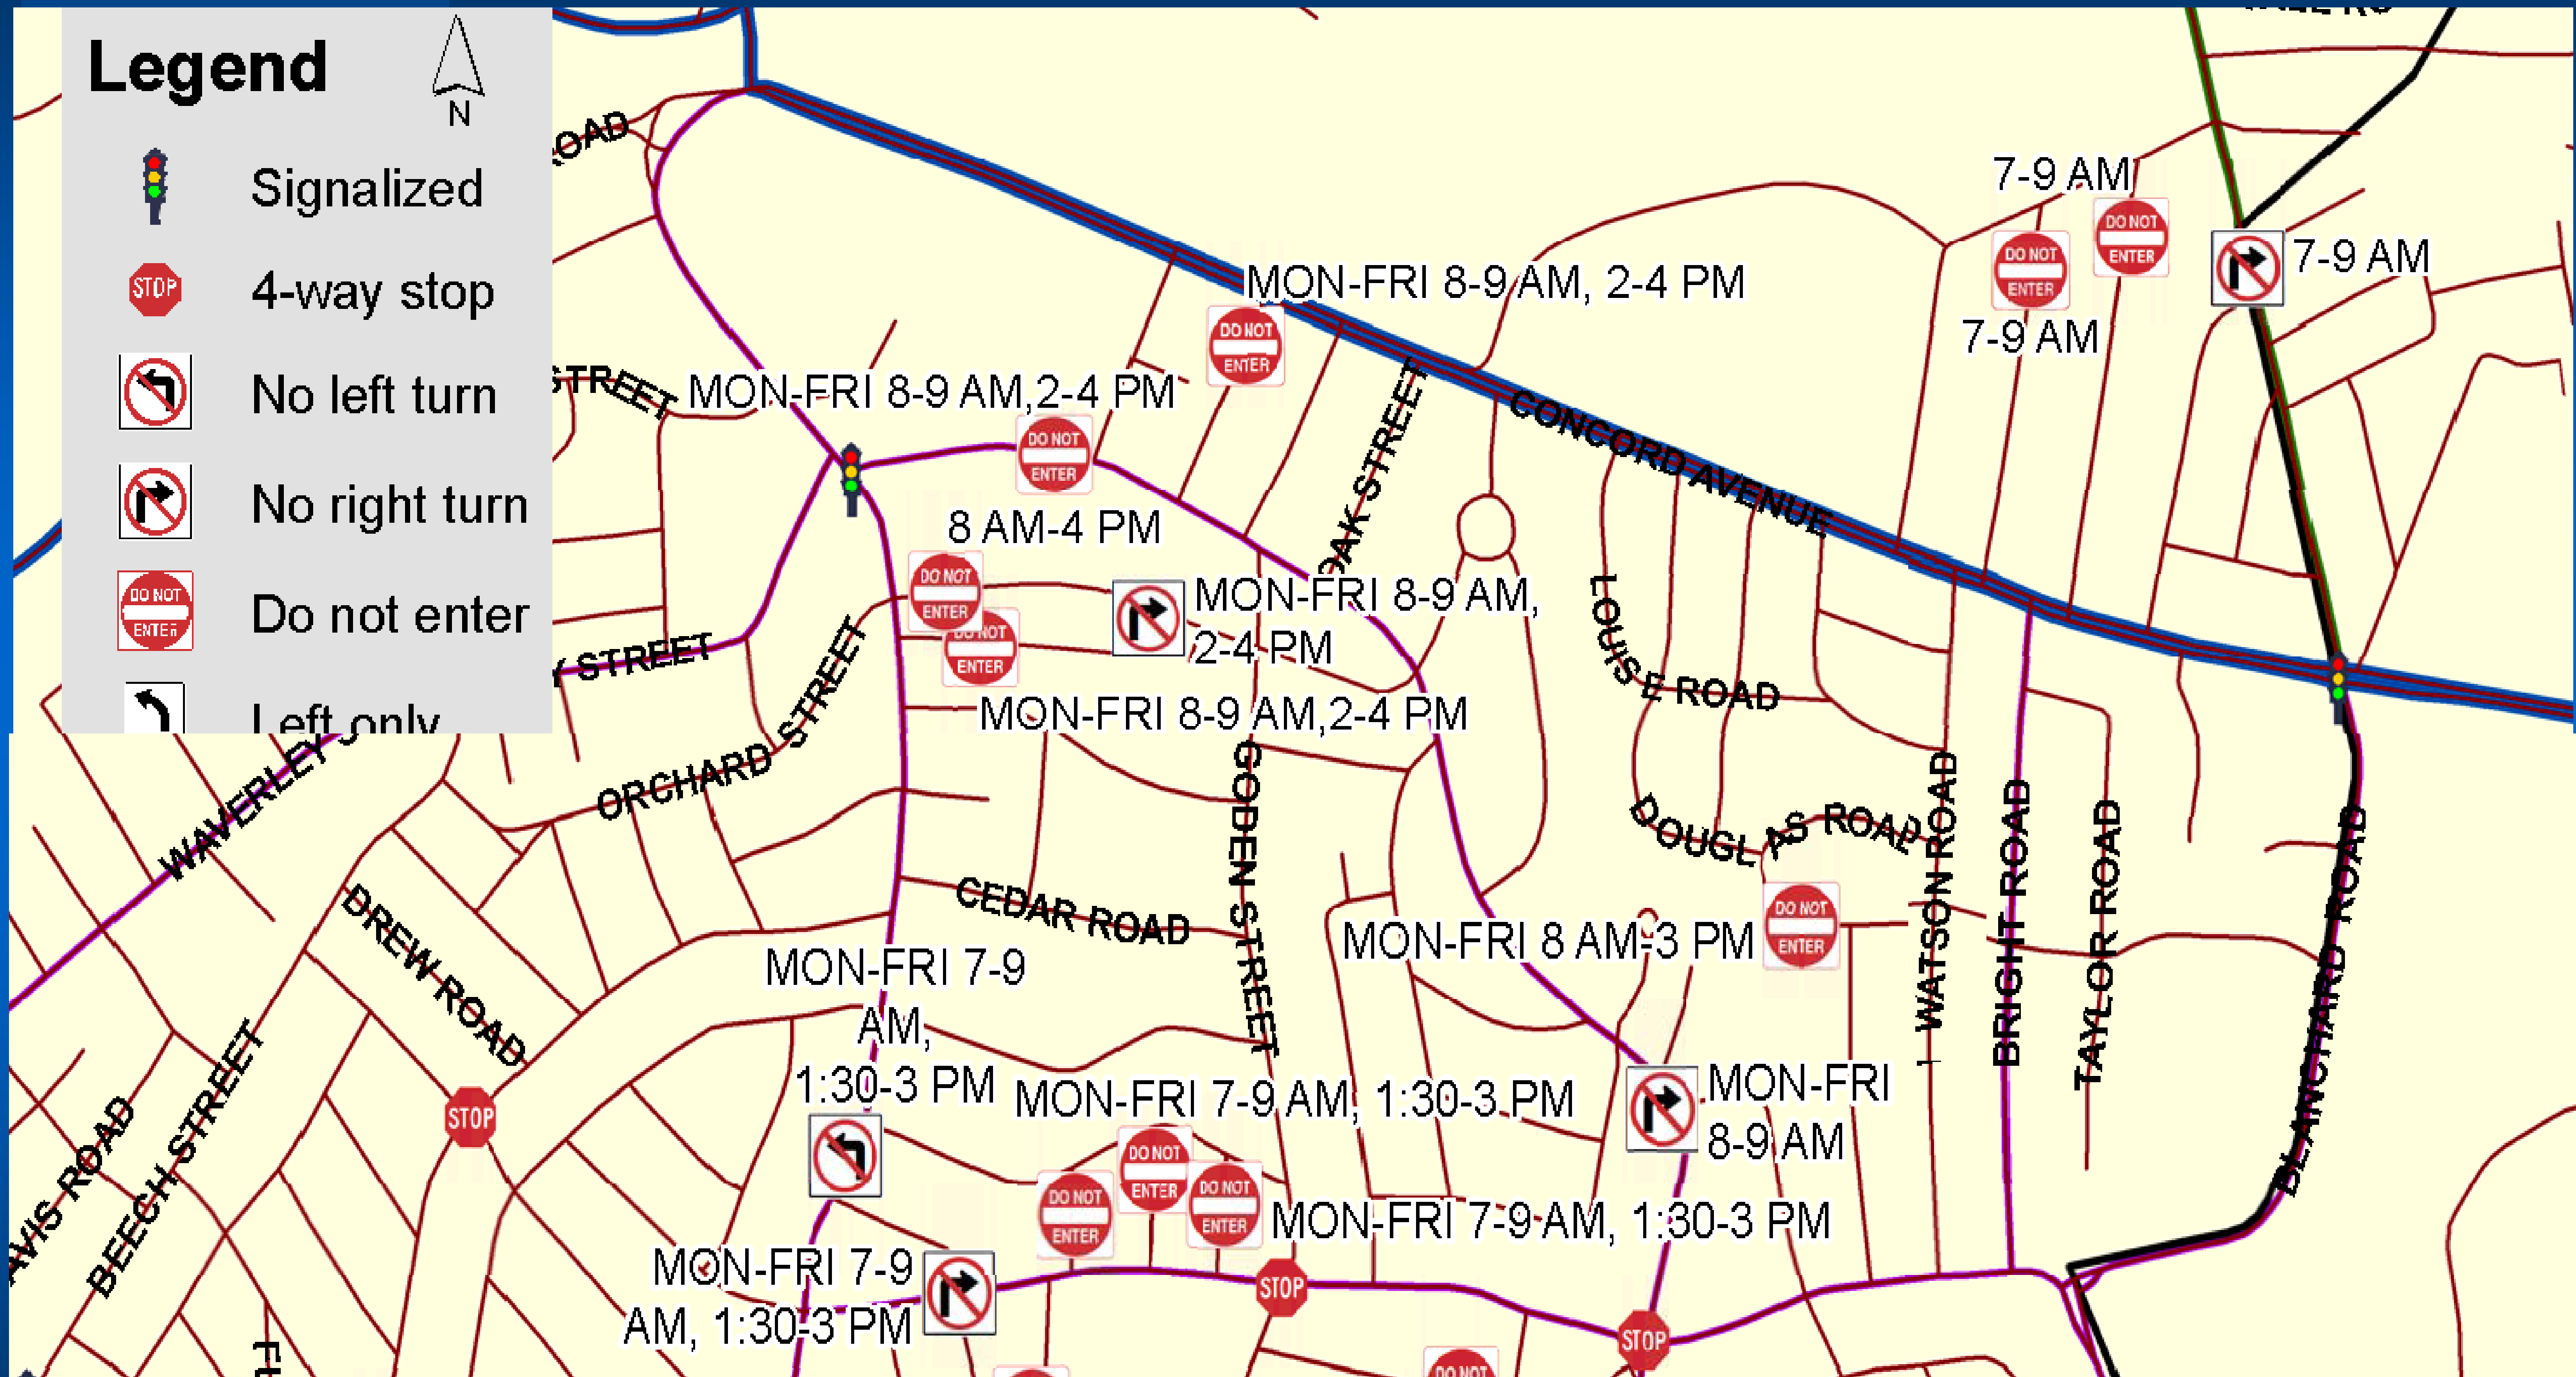 Legend
N
Signalized
STOP
4-way stop
No left turn
No right turn
DO NOT
ENTER
Do not enter
Left only
ROAD
STREET
MON-FRI 8-9 AM, 2-4 PM
DO NOT
ENTER
MON-FRI 8-9 AM,2-4 PM
DO NOT
ENTER
7-9 AM
DO NOT
ENTER
DO NOT
ENTER
7-9 AM
7-9 AM
OAK STREET
CONCORD AVENUE
8 AM-4 PM
DO NOT
ENTER
DO NOT
ENTER
MON-FRI 8-9 AM,
2-4 PM
MON-FRI 8-9 AM,2-4 PM
Y STREET
ORCHARD STREET
WAVERLEY
LOUISE ROAD
DOUGLAS ROAD
GODEN STREET
CEDAR ROAD
DREW ROAD
BEECH STREET
AVIS ROAD
WATSON ROAD
BRIGHT ROAD
TAYLOR ROAD
BLANCHARD ROAD
MON-FRI 8 AM-3 PM
DO NOT
ENTER
MON-FRI 7-9
AM,
1:30-3 PM
MON-FRI 7-9 AM, 1:30-3 PM
MON-FRI
8-9 AM
STOP
DO NOT
ENTER
DO NOT
ENTER
DO NOT
ENTER
MON-FRI 7-9 AM, 1:30-3 PM
MON-FRI 7-9
AM, 1:30-3 PM
STOP
STOP
DO NOT